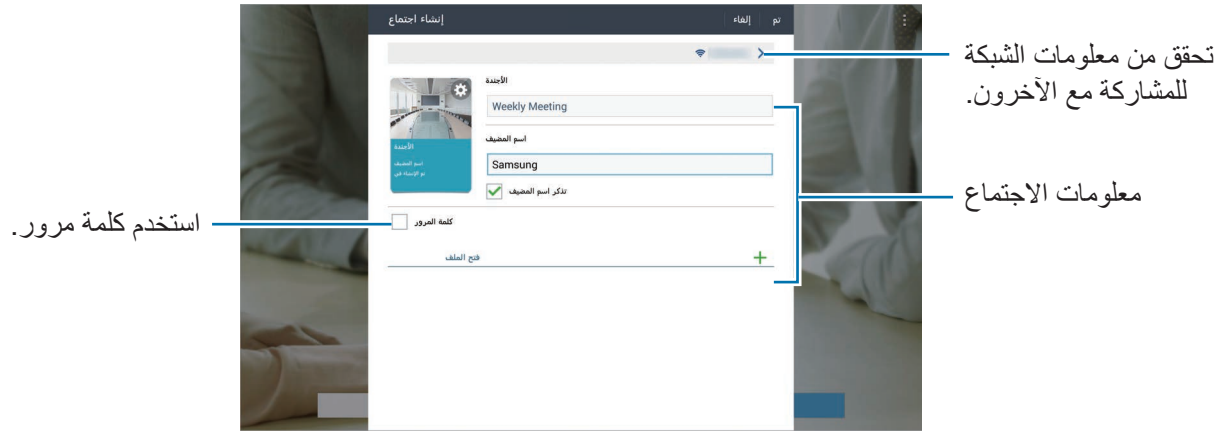 إنشاء اجتماع
إلغاء
تم
تحقق من معلومات الشبكة
للمشاركة مع الآخرون.
الأجندة
Weekly Meeting
اسم المضيف
Samsung
تذكر اسم المضيف
الأجندة
اسم المضيف
تم الإنشاء في
معلومات الاجتماع
كلمة المرور
استخدم كلمة مرور.
فتح الملف